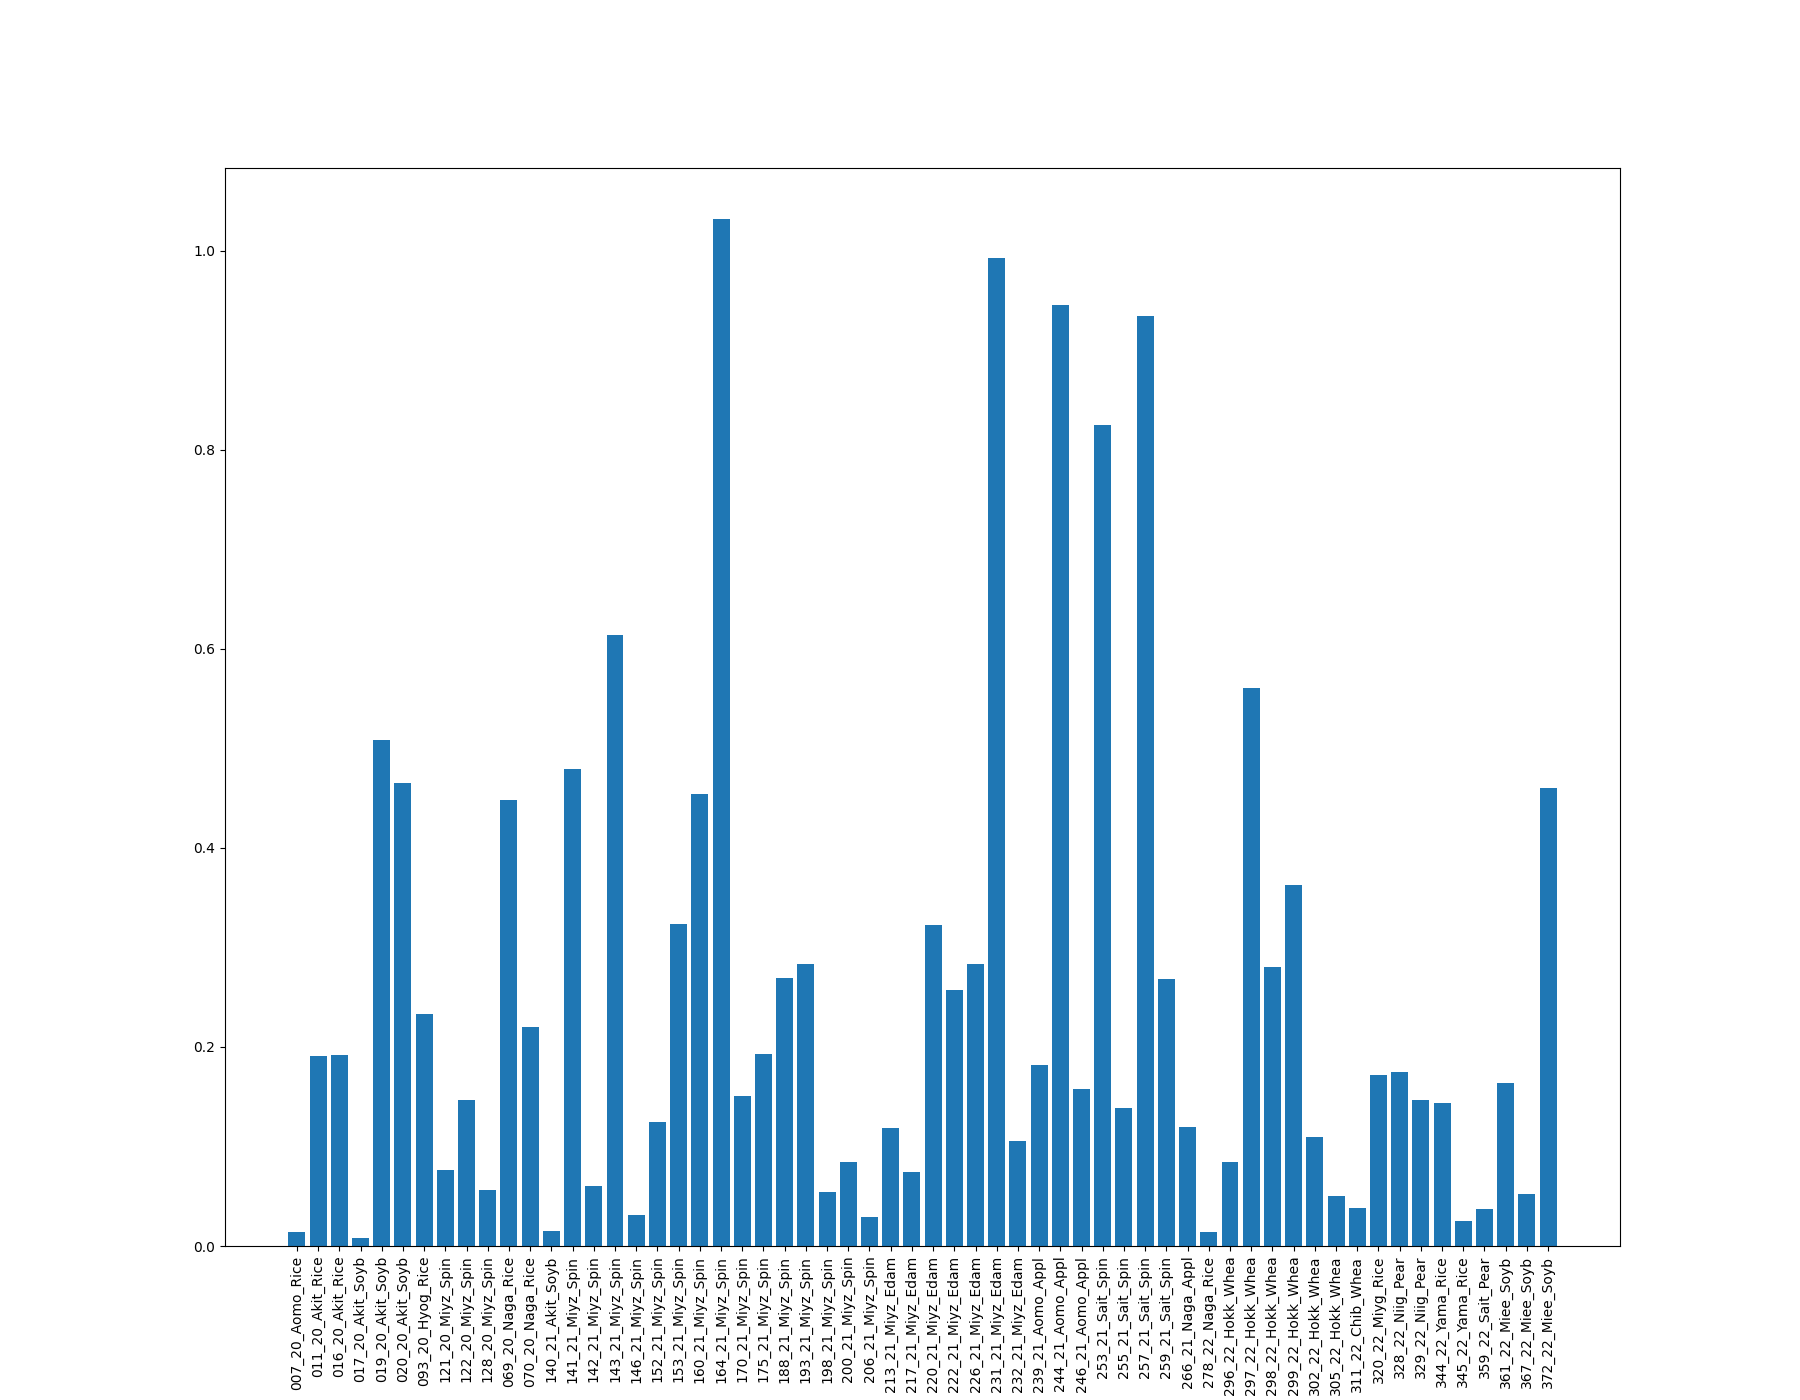 1.0
0.8
0.6
0.4
0.2
0.0
007_20_Aomo_Rice
011_20_Akit_Rice
016_20_Akit_Rice
017_20_Akit_Soyb
019_20_Akit_Soyb
020_20_Akit_Soyb
093_20_Hyog_Rice
121_20_Miyz_Spin
122_20_Miyz_Spin
128_20_Miyz_Spin
069_20_Naga_Rice
070_20_Naga_Rice
140_21_Akit_Soyb
141_21_Miyz_Spin
142_21_Miyz_Spin
143_21_Miyz_Spin
146_21_Miyz_Spin
152_21_Miyz_Spin
153_21_Miyz_Spin
160_21_Miyz_Spin
164_21_Miyz_Spin
170_21_Miyz_Spin
175_21_Miyz_Spin
188_21_Miyz_Spin
193_21_Miyz_Spin
198_21_Miyz_Spin
200_21_Miyz_Spin
206_21_Miyz_Spin
213_21_Miyz_Edam
217_21_Miyz_Edam
220_21_Miyz_Edam
222_21_Miyz_Edam
226_21_Miyz_Edam
231_21_Miyz_Edam
232_21_Miyz_Edam
239_21_Aomo_Appl
244_21_Aomo_Appl
246_21_Aomo_Appl
253_21_Sait_Spin
255_21_Sait_Spin
257_21_Sait_Spin
259_21_Sait_Spin
266_21_Naga_Appl
278_22_Naga_Rice
296_22_Hokk_Whea
297_22_Hokk_Whea
298_22_Hokk_Whea
299_22_Hokk_Whea
302_22_Hokk_Whea
305_22_Hokk_Whea
311_22_Chib_Whea
320_22_Miyg_Rice
328_22_Niig_Pear
329_22_Niig_Pear
344_22_Yama_Rice
345_22_Yama_Rice
359_22_Sait_Pear
361_22_Miee_Soyb
367_22_Miee_Soyb
372_22_Miee_Soyb